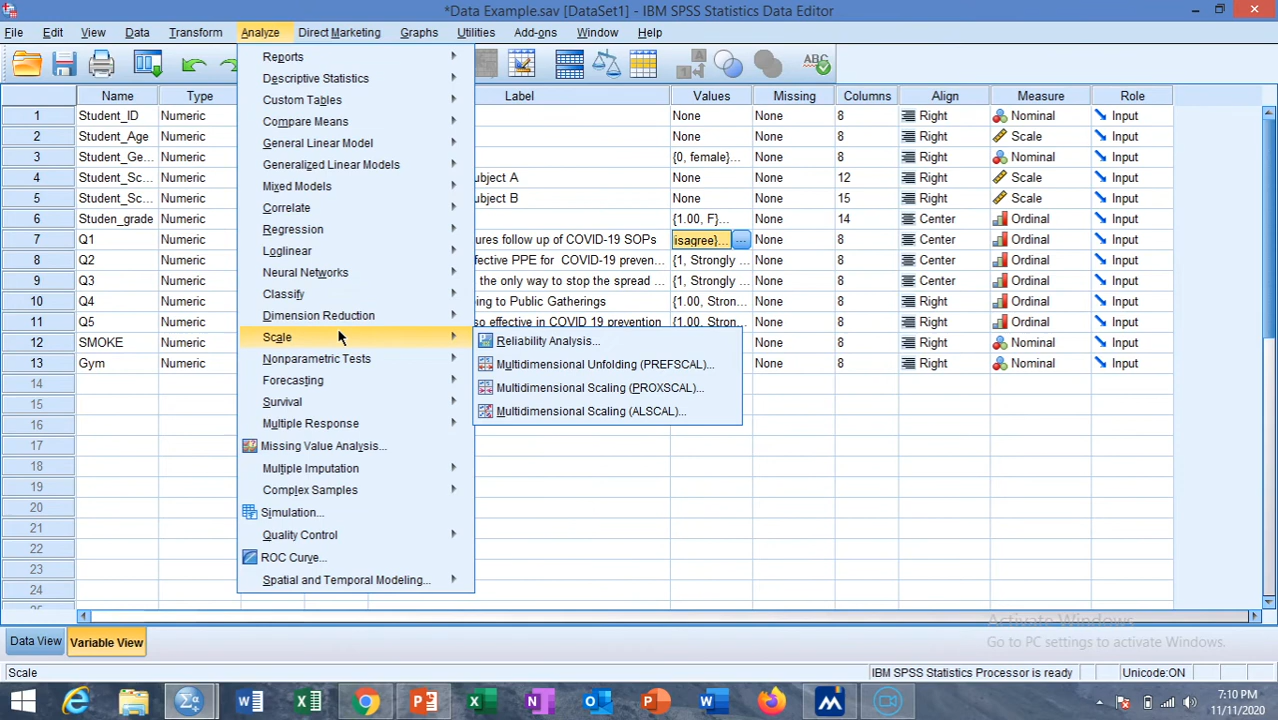 *Data Example.sav [DataSet1] - IBM SPSS Statistics Data Editor
File Edit View Data Transform Analyze Direct Marketing Graphs Utilities Add-ons Window Help
Name Type Label Values Missing Columns Align Measure Role
1 Student_ID Numeric None None 8 Right Nominal Input
2 Student_Age Numeric None None 8 Right Scale Input
3 Student_Ge... Numeric {0, female}... None 8 Right Nominal Input
4 Student_Sc... Numeric ubject A None None 12 Right Scale Input
5 Student_Sc... Numeric ubject B None None 15 Right Scale Input
6 Studen_grade Numeric {1.00, F}... None 14 Center Ordinal Input
7 Q1 Numeric ures follow up of COVID-19 SOPs isagree}... ... None 8 Center Ordinal Input
8 Q2 Numeric ective PPE for COVID-19 preven... {1, Strongly ... None 8 Center Ordinal Input
9 Q3 Numeric the only way to stop the spread ... {1, Strongly ... None 8 Center Ordinal Input
10 Q4 Numeric ing to Public Gatherings {1.00, Stron... None 8 Right Ordinal Input
11 Q5 Numeric so effective in COVID 19 prevention {1.00, Stron... None 8 Right Ordinal Input
12 SMOKE Numeric None 8 Right Nominal Input
13 Gym Numeric None 8 Right Nominal Input
14
15
16
17
18
19
20
21
22
23
24
Reports
Descriptive Statistics
Custom Tables
Compare Means
General Linear Model
Generalized Linear Models
Mixed Models
Correlate
Regression
Loglinear
Neural Networks
Classify
Dimension Reduction
Scale
Nonparametric Tests
Forecasting
Survival
Multiple Response
Missing Value Analysis...
Multiple Imputation
Complex Samples
Simulation...
Quality Control
ROC Curve...
Spatial and Temporal Modeling...
Reliability Analysis...
Multidimensional Unfolding (PREFSCAL)...
Multidimensional Scaling (PROXSCAL)...
Multidimensional Scaling (ALSCAL)...
Activate Windows
Go to PC settings to activate Windows.
Data View Variable View
Scale IBM SPSS Statistics Processor is ready Unicode:ON
7:10 PM
11/11/2020